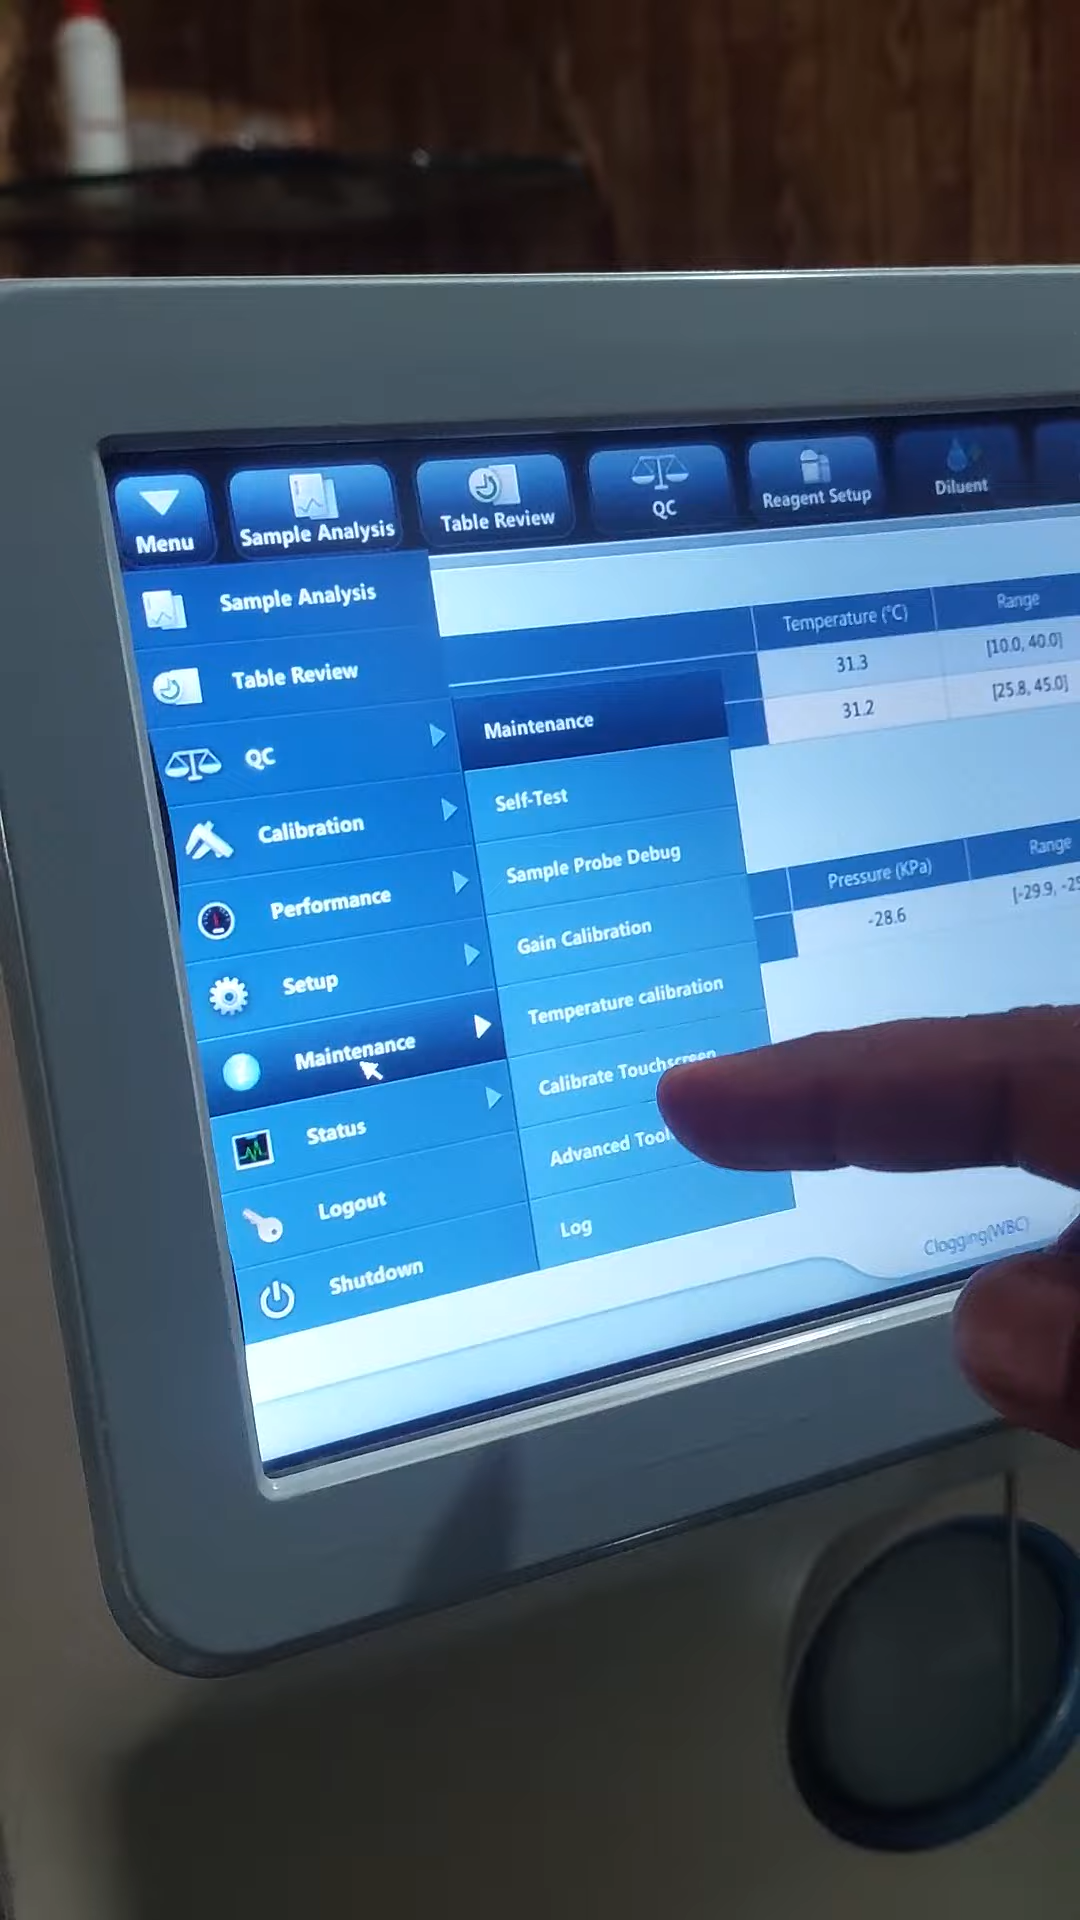 Menu
Sample Analysis
Table Review
QC
Reagent Setup
Diluent
Sample Analysis
Table Review
QC
Calibration
Performance
Setup
Maintenance
Status
Logout
Shutdown
Maintenance
Self-Test
Sample Probe Debug
Gain Calibration
Temperature calibration
Calibrate Touchscreen
Advanced Tool
Log
Temperature (°C) Range
31.3 [10.0, 40.0]
31.2 [25.8, 45.0]
Pressure (KPa) Range
-28.6 [-29.9, -25
Clogging(WBC)